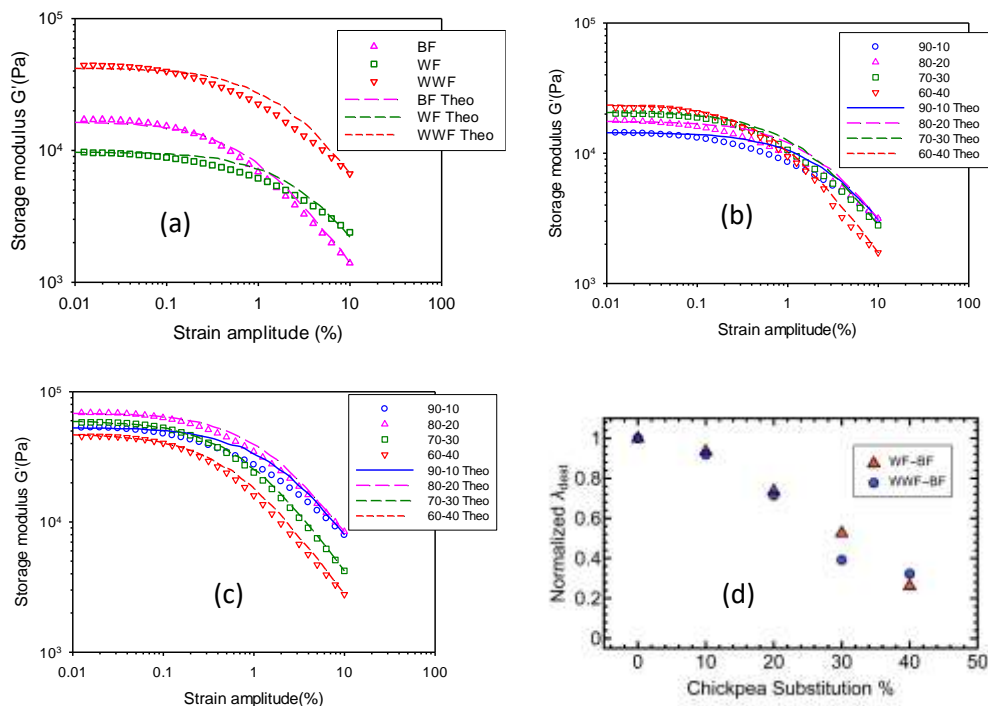 10^5
10^4
10^3
Storage modulus G'(Pa)
BF
WF
WWF
BF Theo
WF Theo
WWF Theo
(a)
0.01 0.1 1 10 100
Strain amplitude (%)
10^5
10^4
10^3
Storage modulus G'(Pa)
90-10
80-20
70-30
60-40
90-10 Theo
80-20 Theo
70-30 Theo
60-40 Theo
(b)
0.01 0.1 1 10 100
Strain amplitude(%)
10^5
10^4
10^3
Storage modulus G'(Pa)
90-10
80-20
70-30
60-40
90-10 Theo
80-20 Theo
70-30 Theo
60-40 Theo
(c)
0.01 0.1 1 10 100
Strain amplitude(%)
1
0.8
0.6
0.4
0.2
0
Normalized λ
WF-BF
WWF-BF
(d)
0 10 20 30 40 50
Chickpea Substitution %